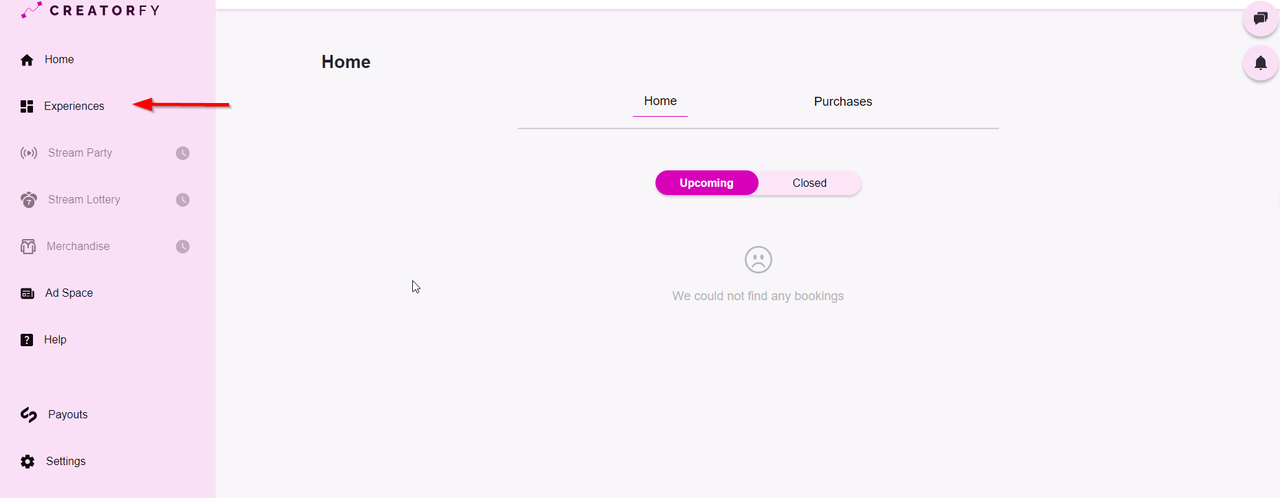 CREATORFY
Home
Experiences
Stream Party
Stream Lottery
7
Merchandise
Ad Space
Help
Payouts
Settings
Home
Home Purchases
Upcoming Closed
We could not find any bookings